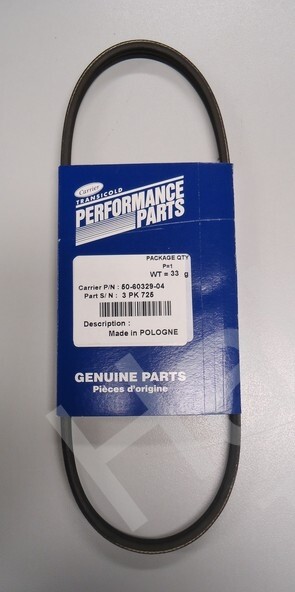 Carrier
TRANSICOLD
PERFORMANCE
PARTS
PACKAGE QTY
P=1
WT = 33 g
Carrier P/N : 50-60329-04
Part S/N : 3 PK 725
Description :
Made in POLOGNE
GENUINE PARTS
Pièces d'origine